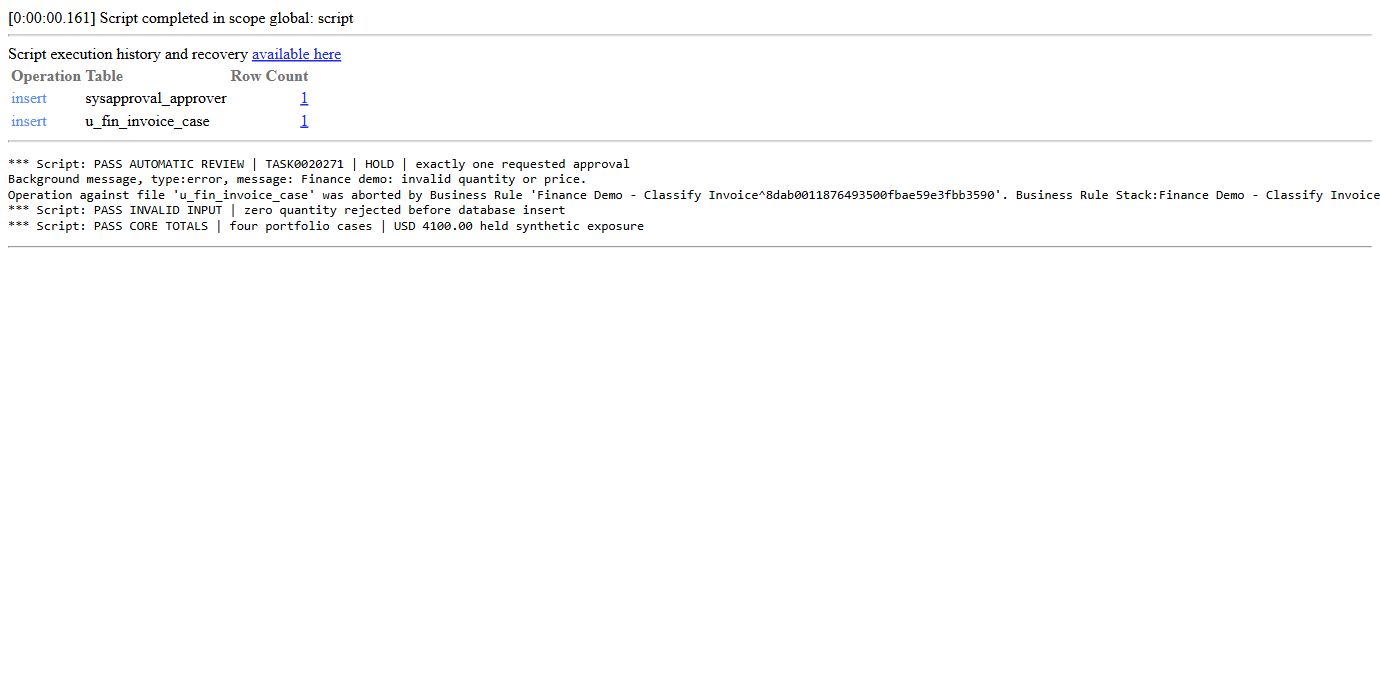 [0:00:00.161] Script completed in scope global: script
Script execution history and recovery available here
Operation Table Row Count
insert sysapproval_approver 1
insert u_fin_invoice_case 1
*** Script: PASS AUTOMATIC REVIEW | TASK0020271 | HOLD | exactly one requested approval
Background message, type:error, message: Finance demo: invalid quantity or price.
Operation against file 'u_fin_invoice_case' was aborted by Business Rule 'Finance Demo - Classify Invoice^8dab0011876493500fbae59e3fbb3590'. Business Rule Stack:Finance Demo - Classify Invoice
*** Script: PASS INVALID INPUT | zero quantity rejected before database insert
*** Script: PASS CORE TOTALS | four portfolio cases | USD 4100.00 held synthetic exposure